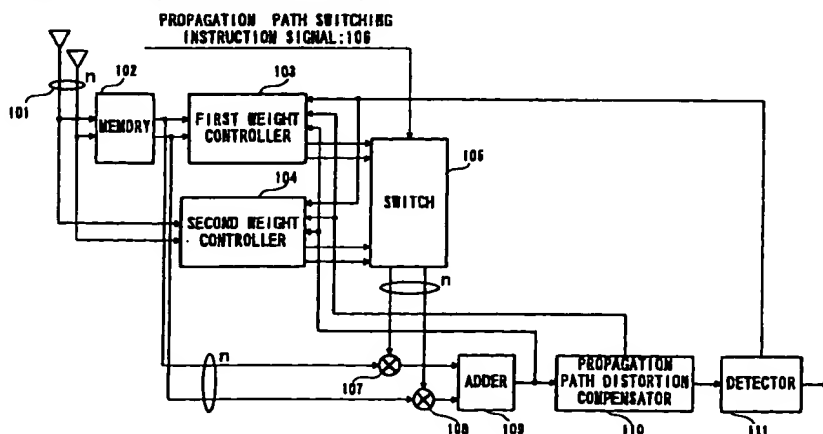 PROPAGATION PATH SWITCHING
INSTRUCTION SIGNAL:106
n
101
102
MEMORY
103
FIRST WEIGHT
CONTROLLER
104
SECOND WEIGHT
CONTROLLER
106
SWITCH
n
n
107
108
ADDER
109
PROPAGATION
PATH DISTORTION
COMPENSATOR
110
DETECTOR
111